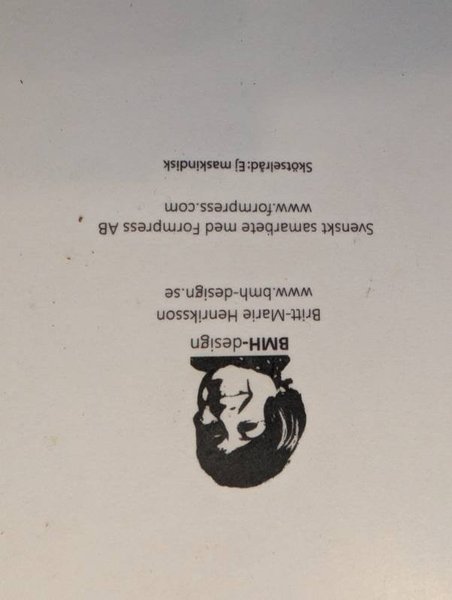 BMH-design
Britt-Marie Henriksson
www.bmh-design.se
Svenskt samarbete med Formpress AB
www.formpress.com
Skötselråd: Ej maskindisk